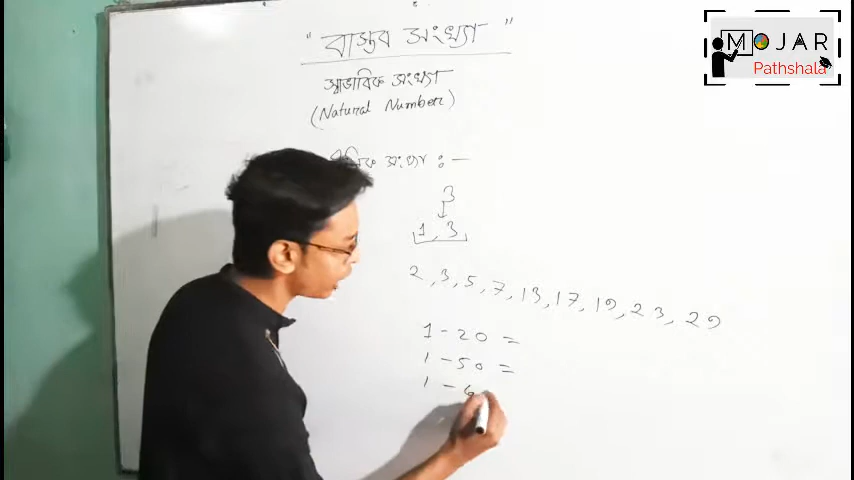 MOJAR
Pathshala
" বাস্তব সংখ্যা "
স্বাভাবিক সংখ্যা
(Natural Number)
সংখ্যা : —
3
1, 3
2, 3, 5, 7, 13, 17, 19, 23, 29
1 - 20 =
1 - 50 =
1 -